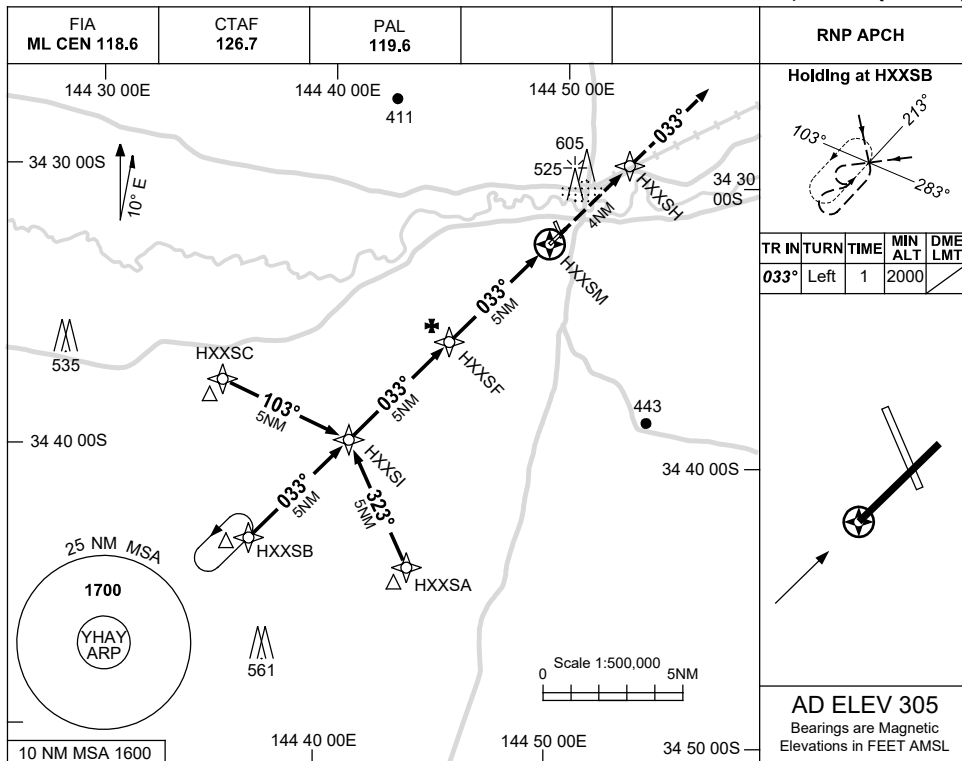 FIA
ML CEN 118.6
CTAF
126.7
PAL
119.6
RNP APCH
144 30 00E
144 40 00E
144 50 00E
411
34 30 00S
10° E
605
525
033°
HXXSH
34 30
00S
4NM
HXXSM
033°
5NM
HXXSF
535
HXXSC
103°
5NM
033°
5NM
HXXSI
443
34 40 00S
34 40 00S
033°
5NM
323°
5NM
HXXSB
HXXSA
25 NM MSA
1700
YHAY
ARP
561
Scale 1:500,000
0
5NM
10 NM MSA 1600
144 40 00E
144 50 00E
34 50 00S
Holding at HXXSB
103°
213°
283°
TR IN TURN TIME MIN ALT DME LMT
033° Left 1 2000
AD ELEV 305
Bearings are Magnetic
Elevations in FEET AMSL